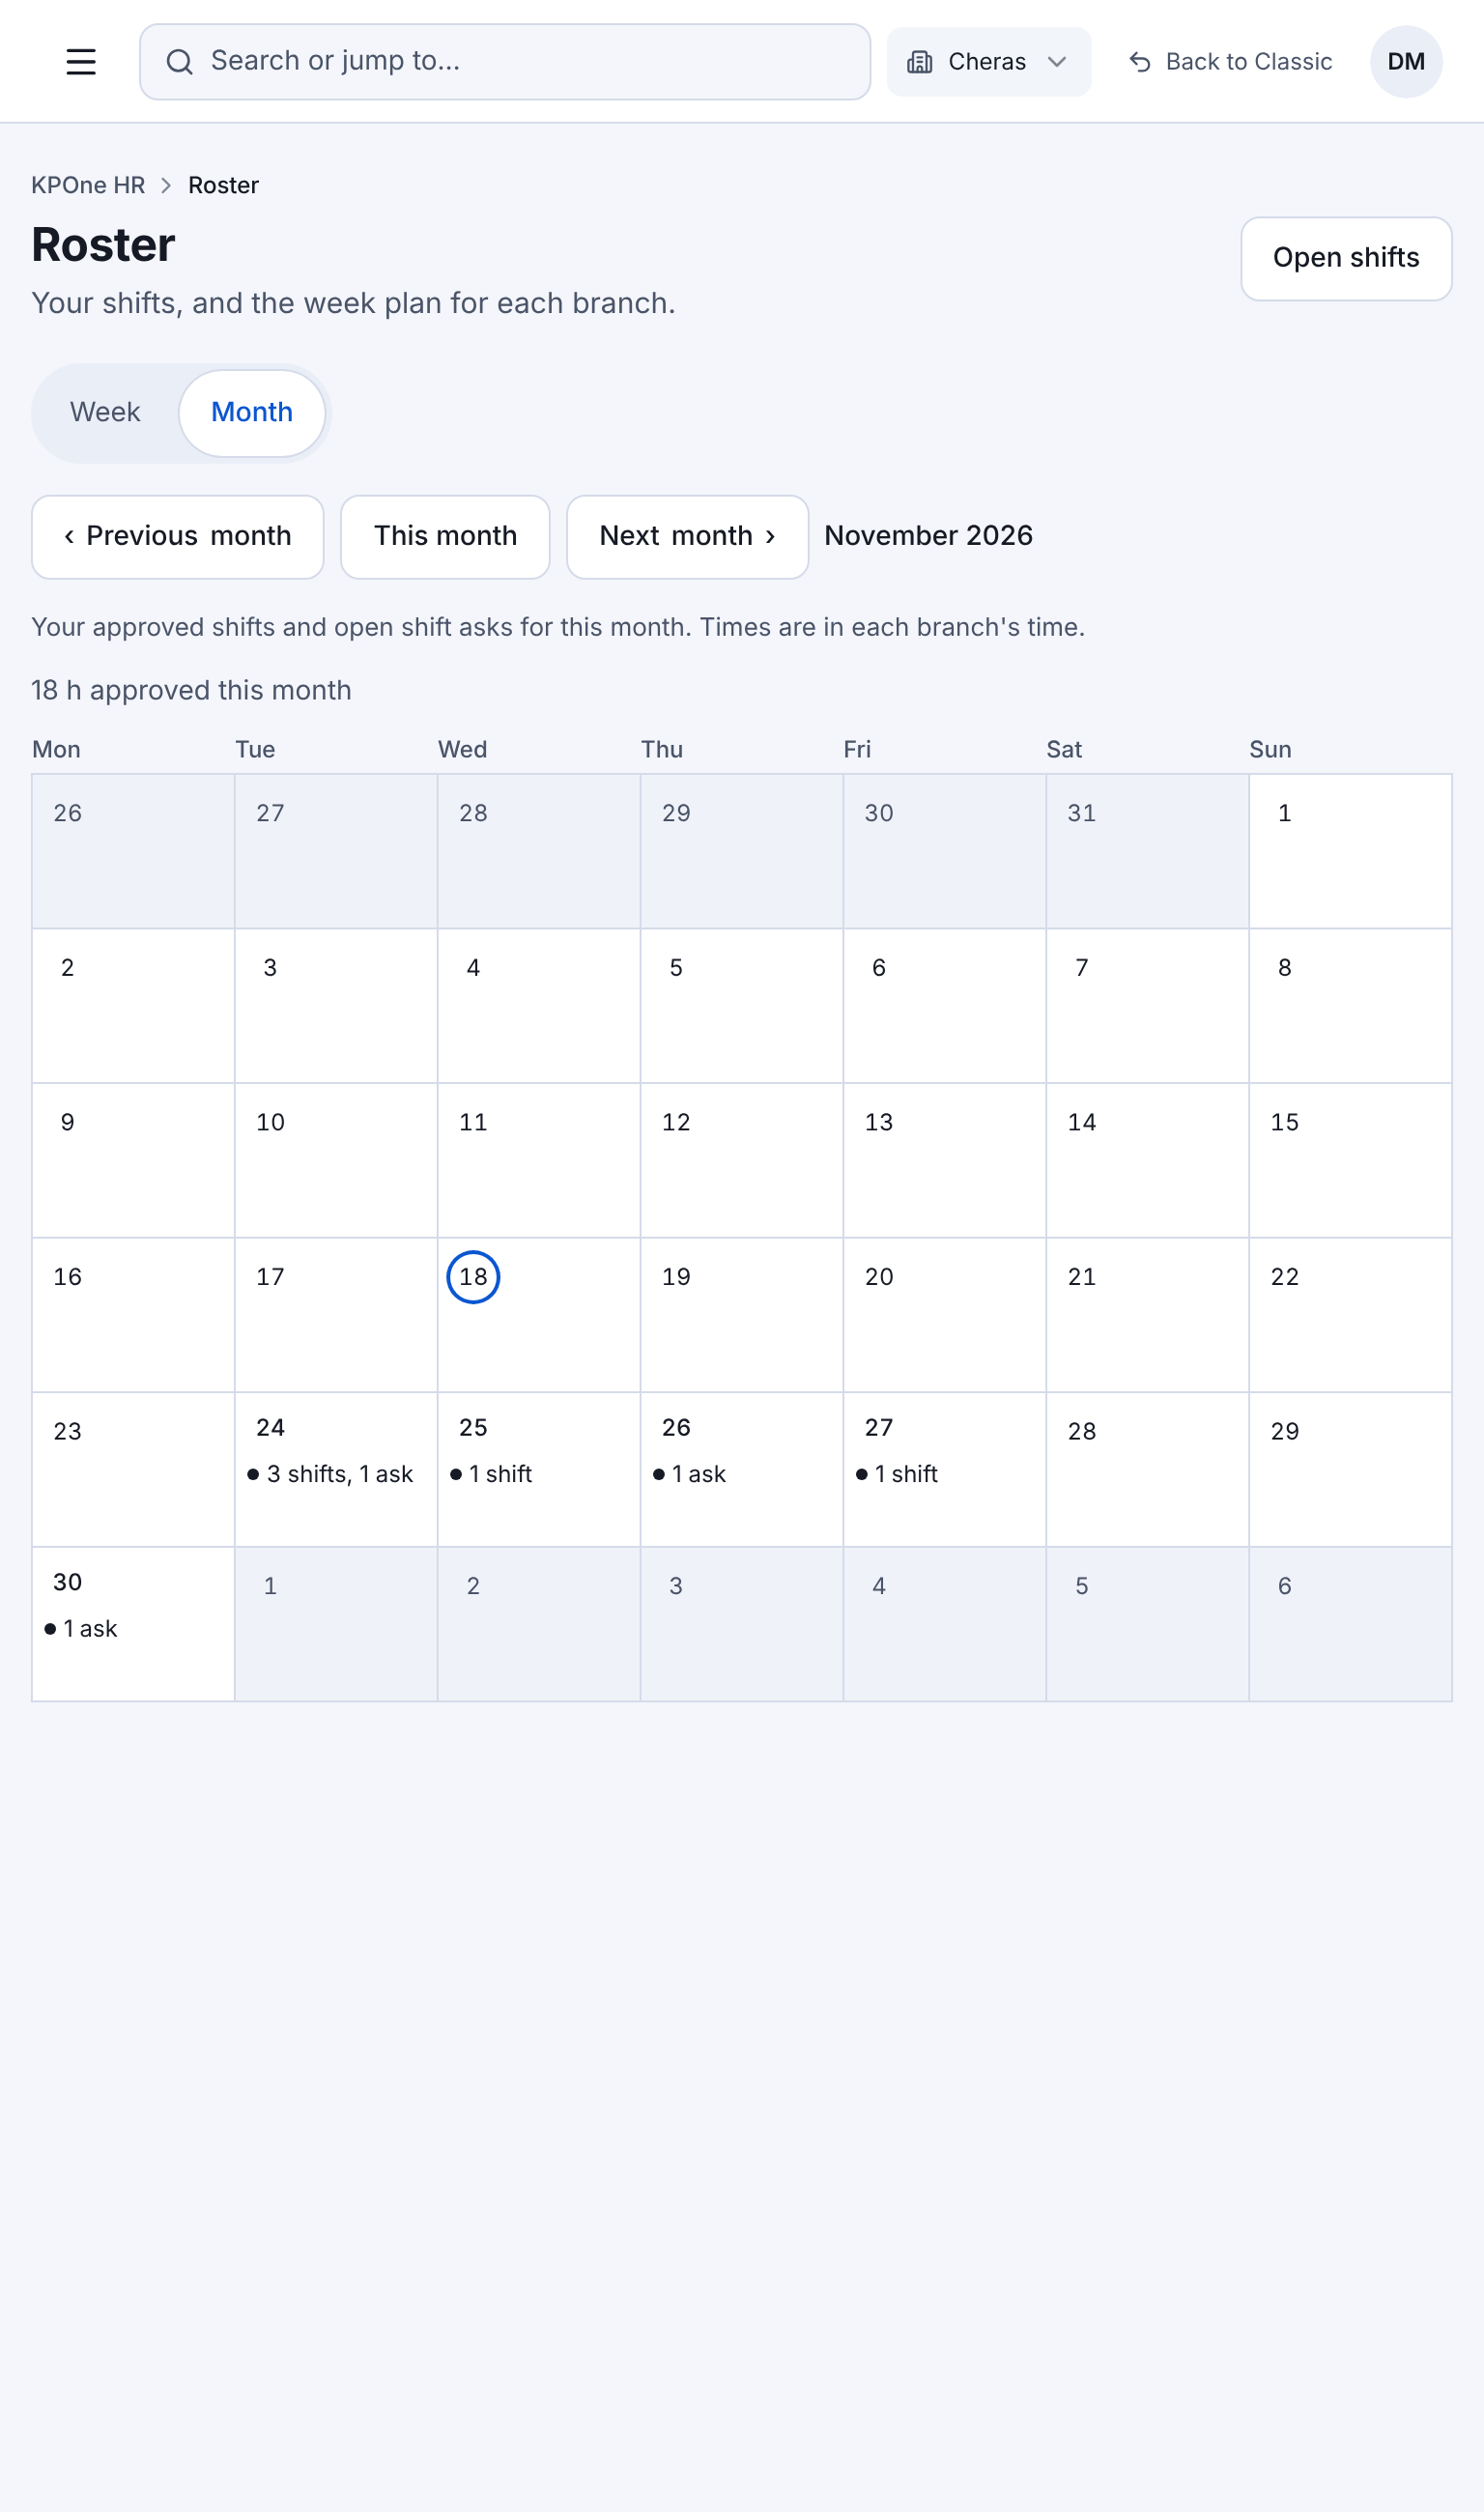 Search or jump to...
Cheras
Back to Classic
DM
KPOne HR > Roster
Roster
Open shifts
Your shifts, and the week plan for each branch.
Week
Month
‹ Previous month
This month
Next month ›
November 2026
Your approved shifts and open shift asks for this month. Times are in each branch's time.
18 h approved this month
Mon Tue Wed Thu Fri Sat Sun
26 27 28 29 30 31 1
2 3 4 5 6 7 8
9 10 11 12 13 14 15
16 17 18 19 20 21 22
23 24 25 26 27 28 29
• 3 shifts, 1 ask • 1 shift • 1 ask • 1 shift
30 1 2 3 4 5 6
• 1 ask